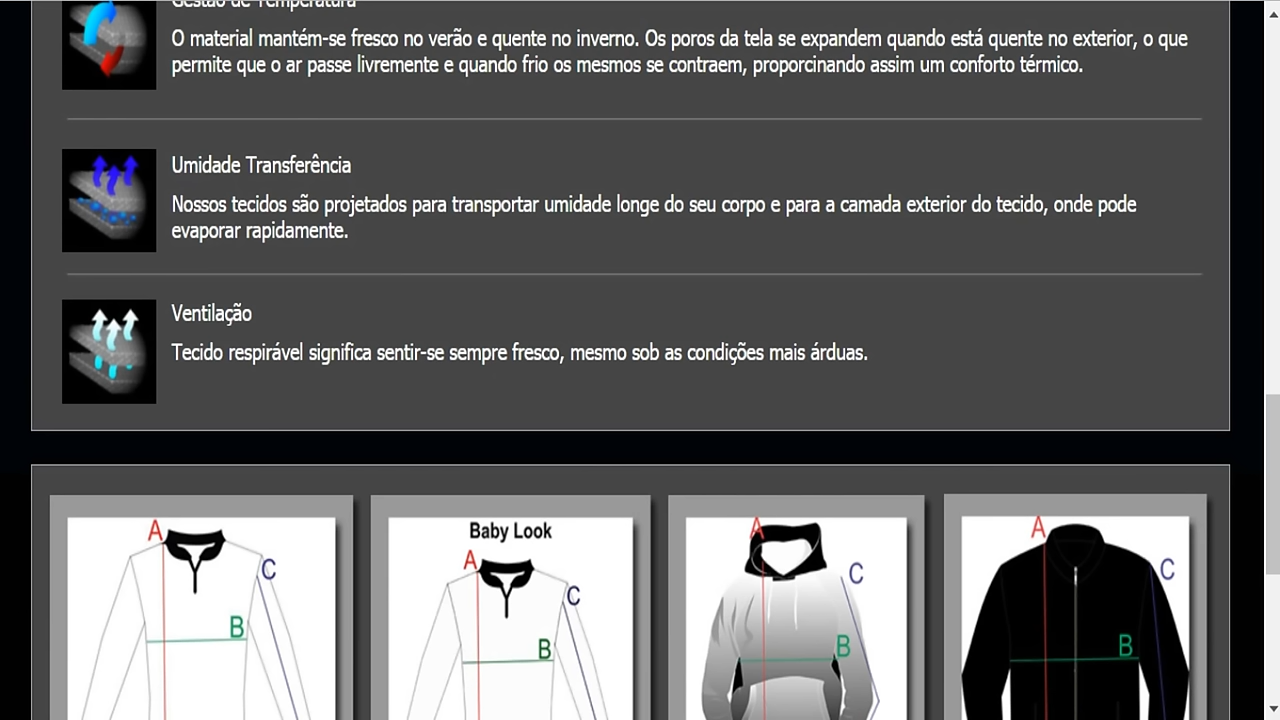 Gestão de Temperatura
O material mantém-se fresco no verão e quente no inverno. Os poros da tela se expandem quando está quente no exterior, o que
permite que o ar passe livremente e quando frio os mesmos se contraem, proporcinando assim um conforto térmico.
Umidade Transferência
Nossos tecidos são projetados para transportar umidade longe do seu corpo e para a camada exterior do tecido, onde pode
evaporar rapidamente.
Ventilação
Tecido respirável significa sentir-se sempre fresco, mesmo sob as condições mais árduas.
A
C
B
Baby Look
A
C
B
A
C
B
A
C
B